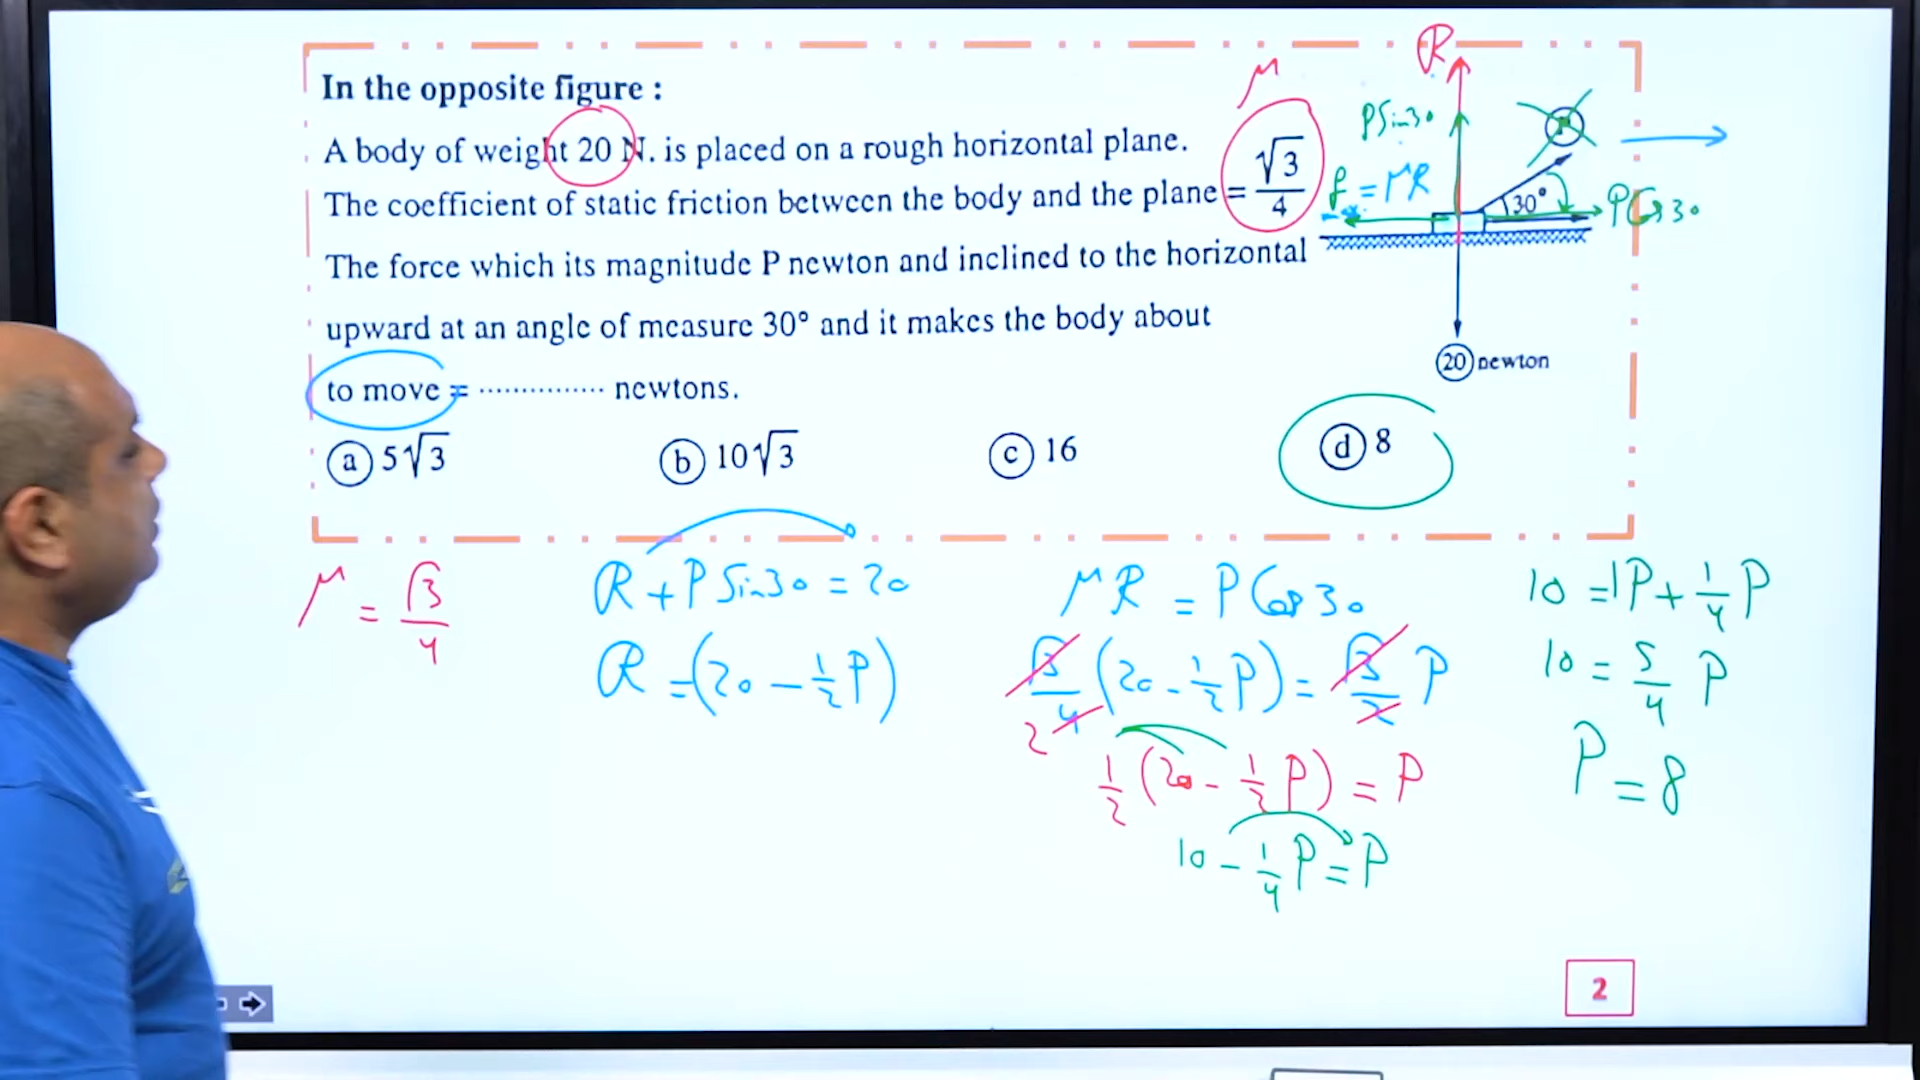 In the opposite figure :
A body of weight 20 N. is placed on a rough horizontal plane.
The coefficient of static friction between the body and the plane = √3/4
The force which its magnitude P newton and inclined to the horizontal
upward at an angle of measure 30° and it makes the body about
to move = ............... newtons.
ⓐ 5√3
ⓑ 10√3
ⓒ 16
ⓓ 8
μ
R
P Sin 30
f = μR
30°
P Cos 30
20 newton
μ = √3/4
R + P Sin 30 = 20
R = (20 - 1/2 P)
μR = P Cos 30
√3/4 (20 - 1/2 P) = √3/2 P
2
1/2 (20 - 1/2 P) = P
10 - 1/4 P = P
10 = 1P + 1/4 P
10 = 5/4 P
P = 8
2